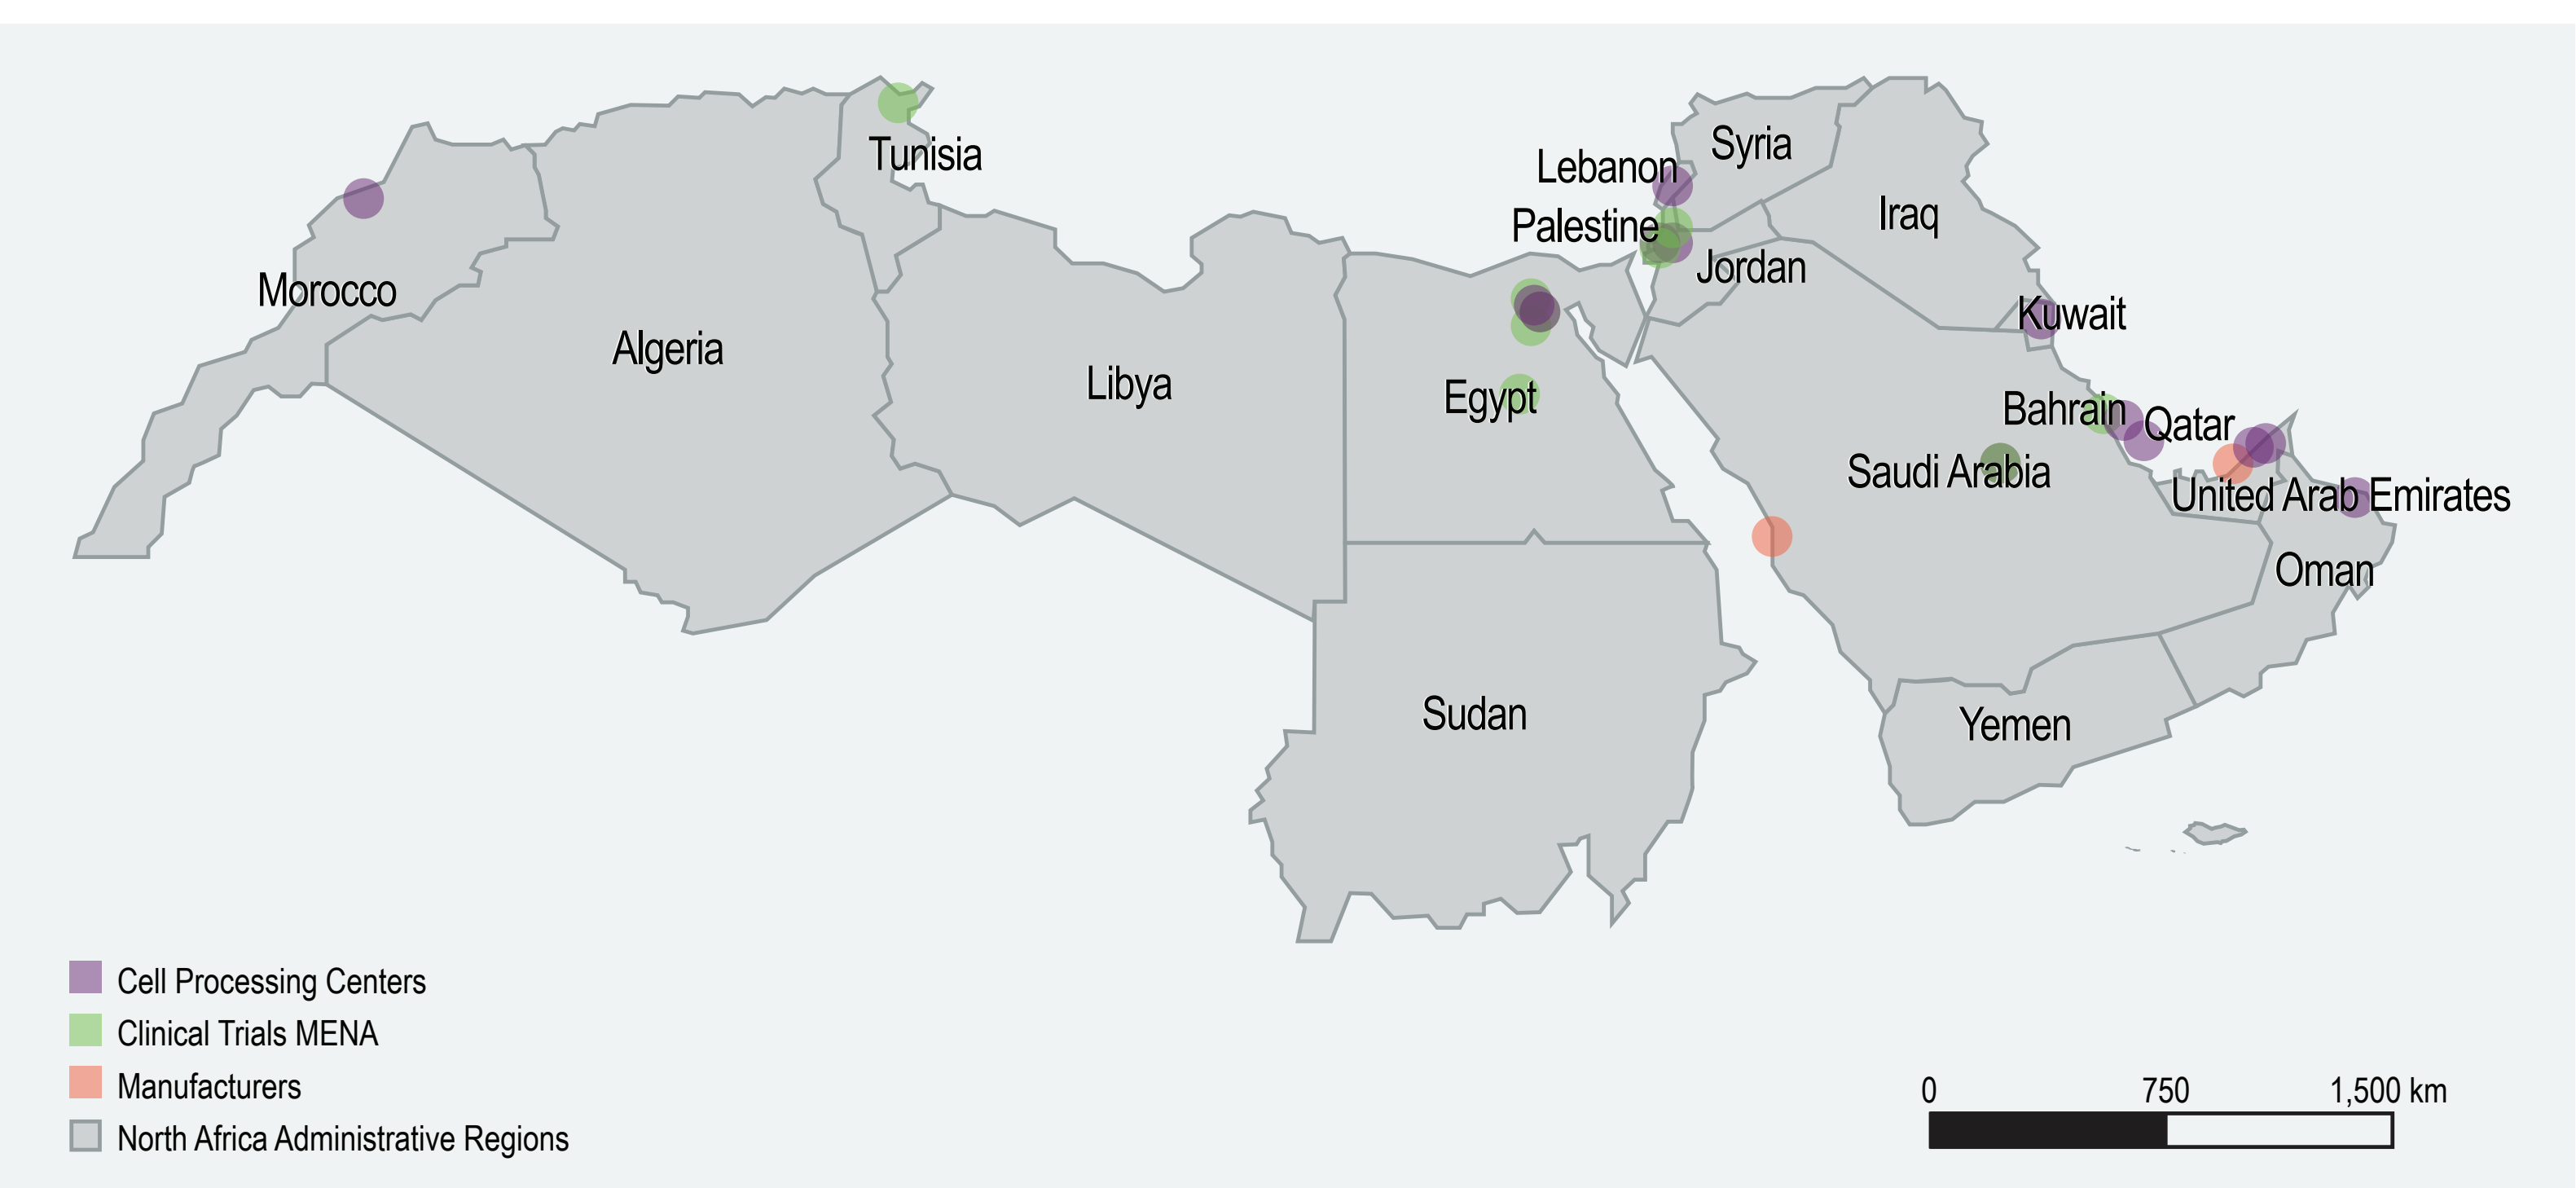 Tunisia
Syria
Lebanon
Iraq
Palestine
Jordan
Morocco
Kuwait
Algeria
Libya
Egypt
Bahrain
Qatar
Saudi Arabia
United Arab Emirates
Oman
Sudan
Yemen
Cell Processing Centers
Clinical Trials MENA
Manufacturers
North Africa Administrative Regions
0 750 1,500 km